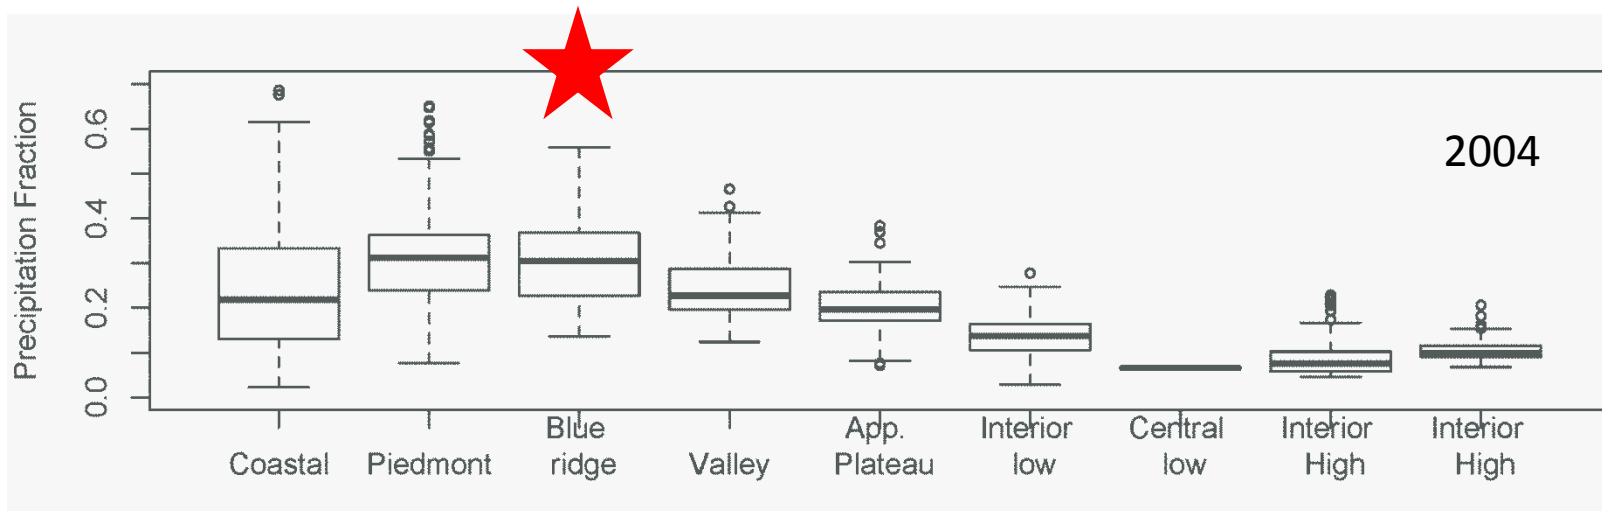 Precipitation Fraction
0.6
0.4
0.2
0.0
2004
Coastal
Piedmont
Blue
ridge
Valley
App.
Plateau
Interior
low
Central
low
Interior
High
Interior
High